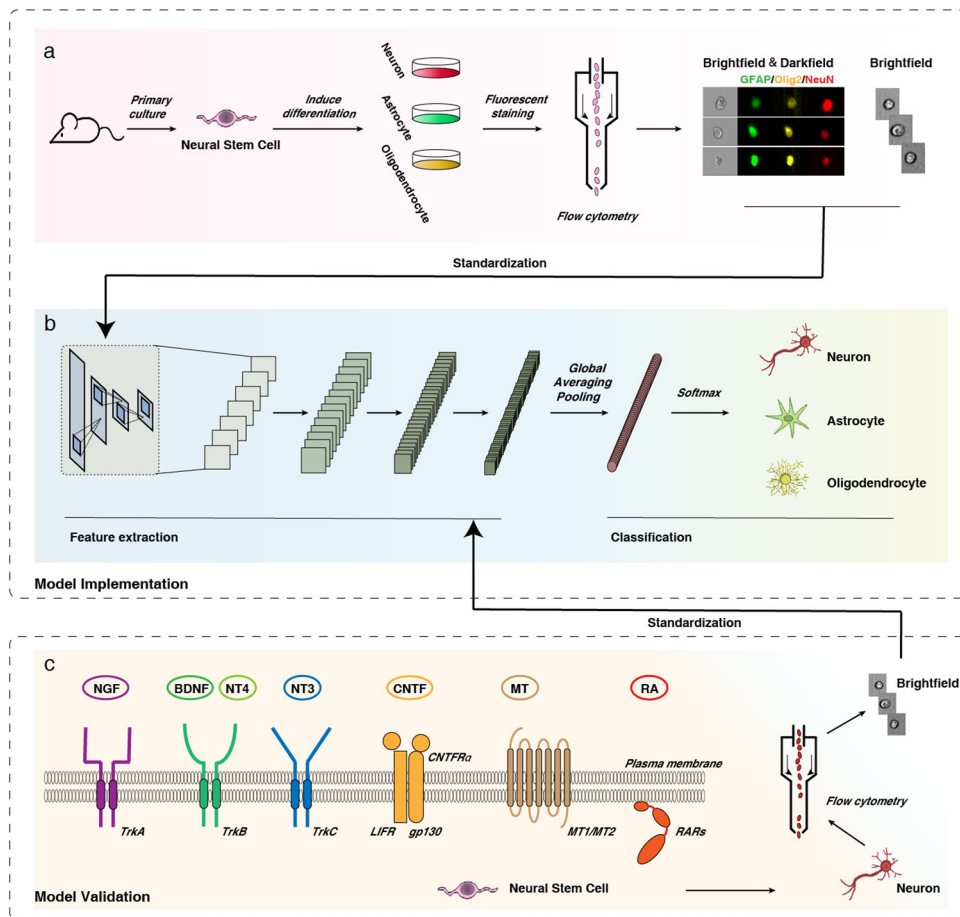 a
Primary
culture
Neural Stem Cell
Induce
differentiation
Neuron
Astrocyte
Oligodendrocyte
Fluorescent
staining
Flow cytometry
Brightfield & Darkfield
GFAP/Olig2/NeuN
Brightfield
Standardization
b
Global
Averaging
Pooling
Softmax
Neuron
Astrocyte
Oligodendrocyte
Feature extraction
Classification
Model Implementation
Standardization
c
NGF
BDNF
NT4
NT3
CNTF
MT
RA
Brightfield
CNTFRα
Plasma membrane
TrkA
TrkB
TrkC
LIFR
gp130
MT1/MT2
RARs
Flow cytometry
Neural Stem Cell
Neuron
Model Validation